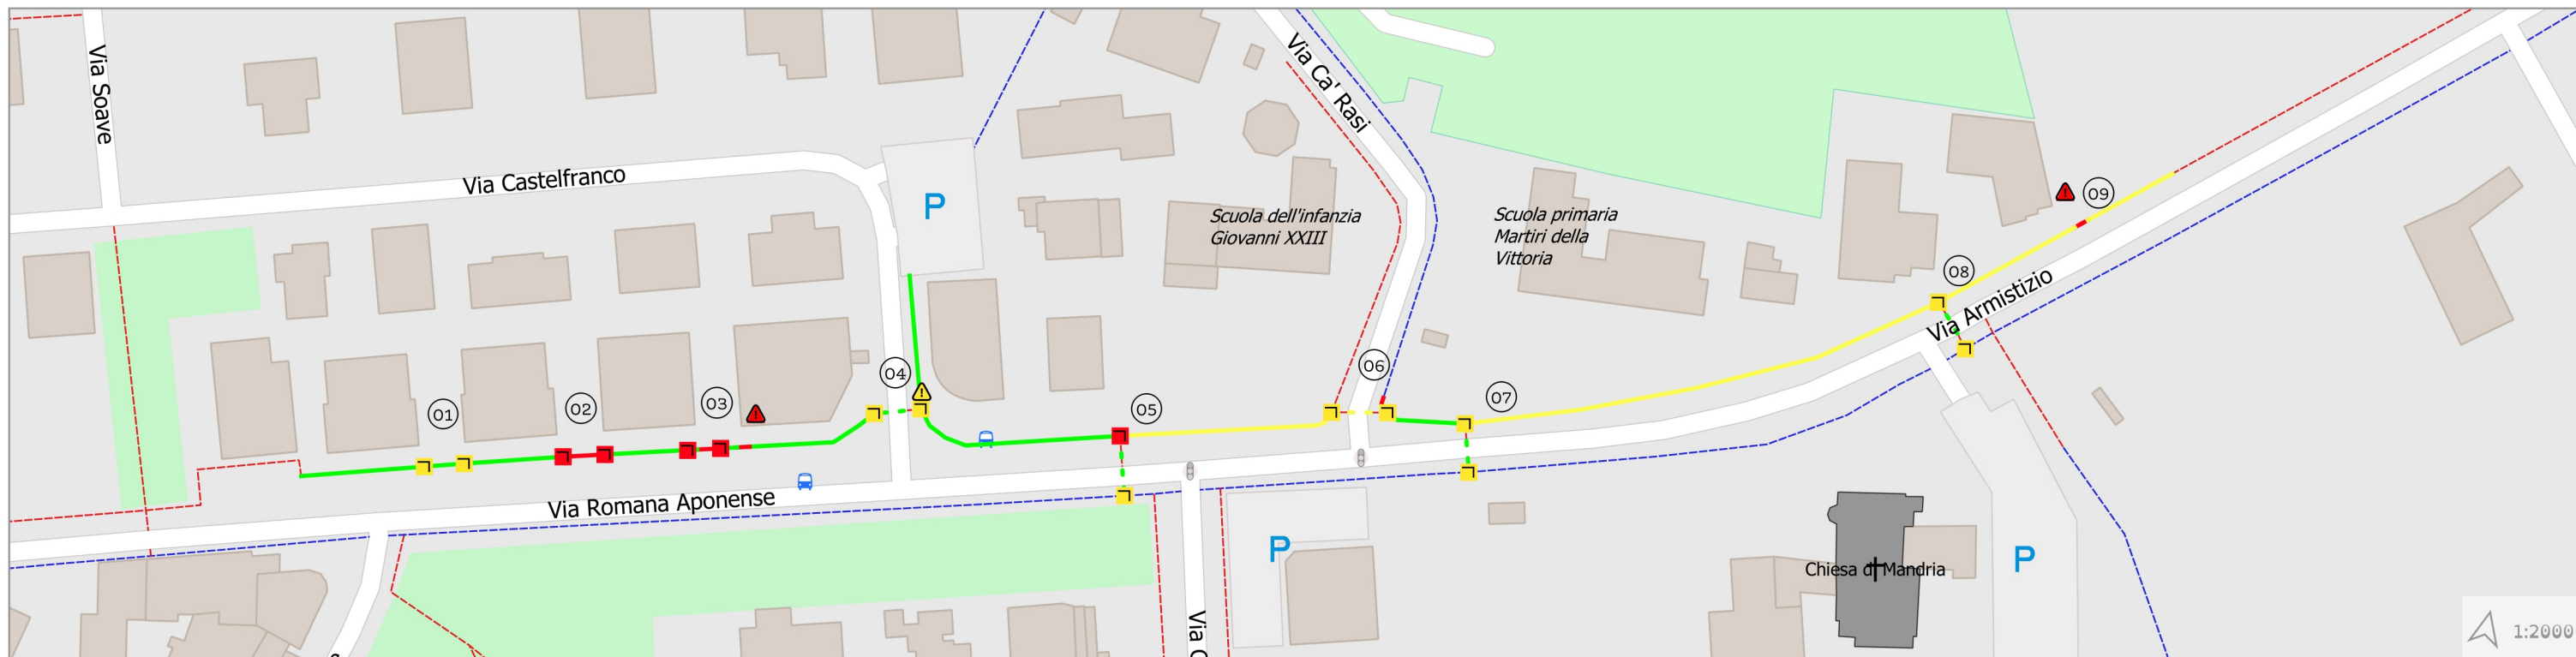 Via Soave
Via Castelfranco
P
Via Ca' Rasi
Scuola dell'infanzia
Giovanni XXIII
Scuola primaria
Martiri della
Vittoria
09
08
Via Armistizio
01
02
03
04
05
06
07
Via Romana Aponense
P
Chiesa di Mandria
P
Via
1:2000